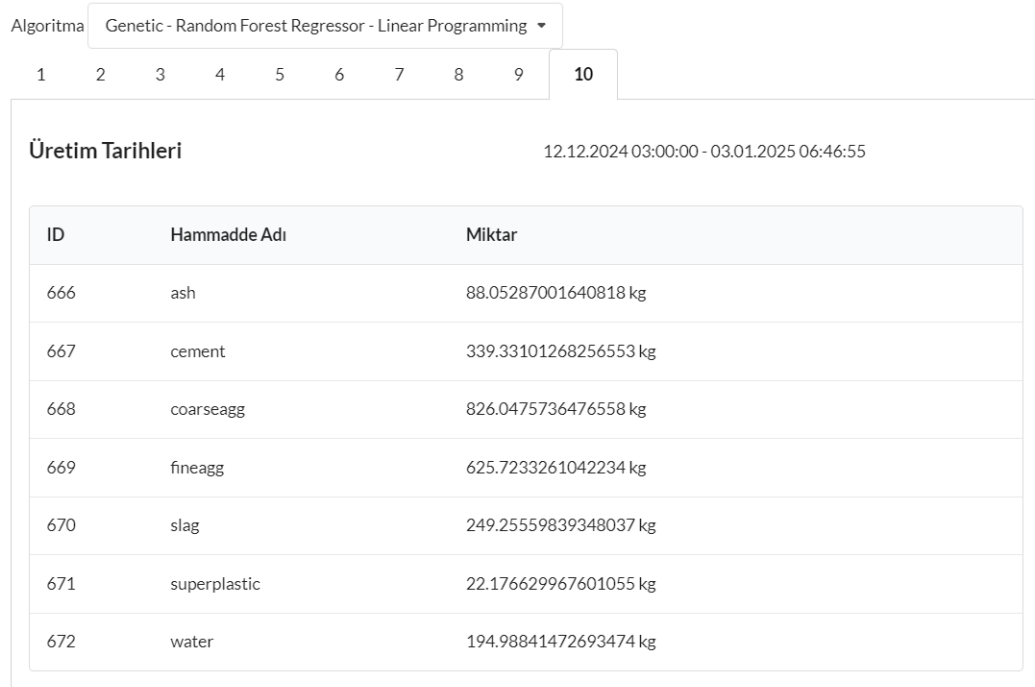 Algoritma Genetic - Random Forest Regressor - Linear Programming
1 2 3 4 5 6 7 8 9 10
Üretim Tarihleri 12.12.2024 03:00:00 - 03.01.2025 06:46:55
ID Hammadde Adı Miktar
666 ash 88.05287001640818 kg
667 cement 339.33101268256553 kg
668 coarseagg 826.0475736476558 kg
669 fineagg 625.7233261042234 kg
670 slag 249.25559839348037 kg
671 superplastic 22.176629967601055 kg
672 water 194.98841472693474 kg